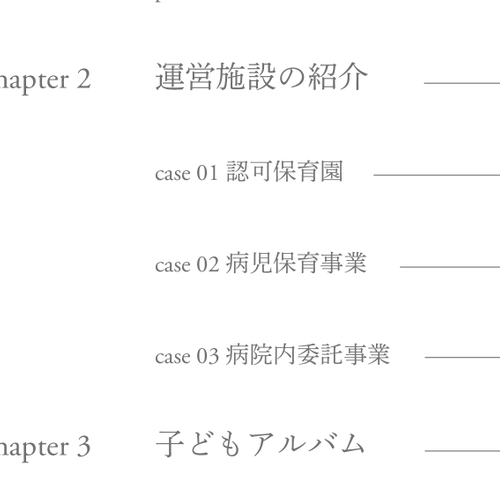 hapter 2 運営施設の紹介
case 01 認可保育園
case 02 病児保育事業
case 03 病院内委託事業
hapter 3 子どもアルバム